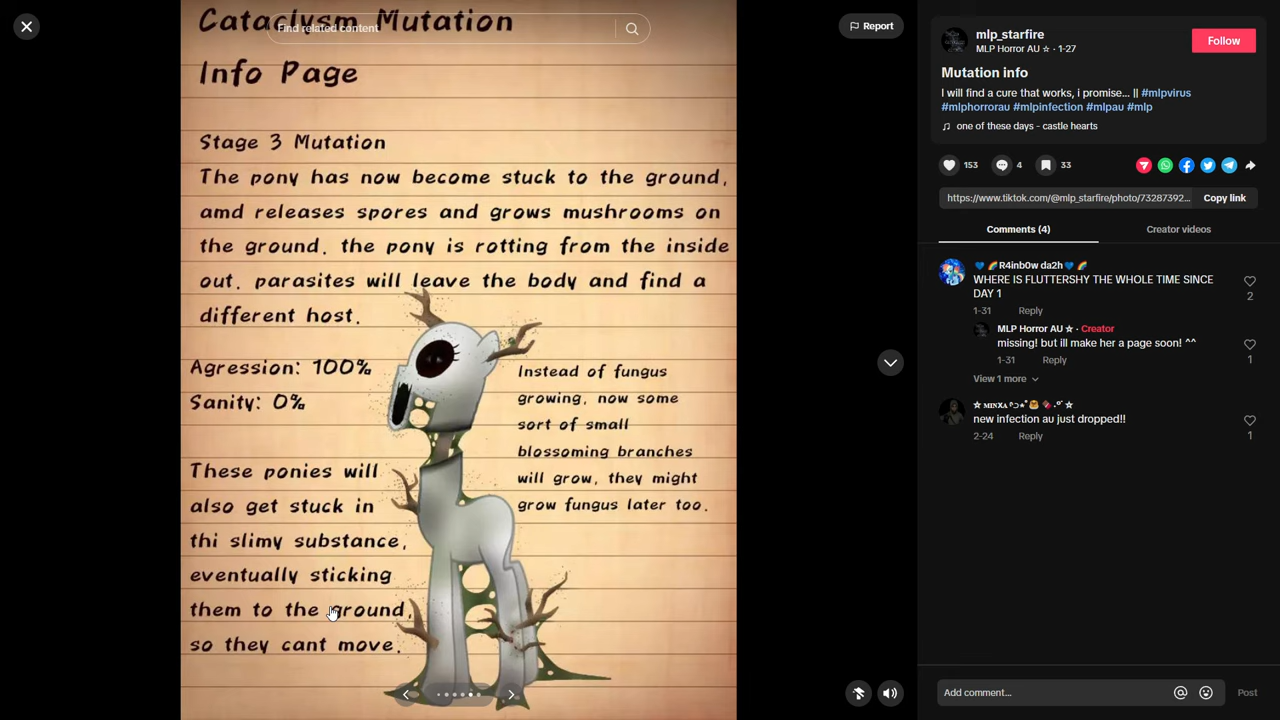 Cataclysm Mutation
Find related content
Info Page
Stage 3 Mutation
The pony has now become stuck to the ground,
amd releases spores and grows mushrooms on
the ground. the pony is rotting from the inside
out. parasites will leave the body and find a
different host.
Agression: 100%
Sanity: 0%
Instead of fungus
growing, now some
sort of small
blossoming branches
will grow, they might
grow fungus later too.
These ponies will
also get stuck in
thi slimy substance,
eventually sticking
them to the ground,
so they cant move.
Report
mlp_starfire
MLP Horror AU ☆ · 1-27
Follow
Mutation info
I will find a cure that works, i promise... || #mlpvirus
#mlphorrorau #mlpinfection #mlpau #mlp
one of these days - castle hearts
153
4
33
https://www.tiktok.com/@mlp_starfire/photo/73287392...
Copy link
Comments (4)
Creator videos
💙🌈R4inb0w da2h💙🌈
WHERE IS FLUTTERSHY THE WHOLE TIME SINCE
DAY 1
2
1-31
Reply
MLP Horror AU ☆ · Creator
missing! but ill make her a page soon! ^^
1
1-31
Reply
View 1 more
new infection au just dropped!!
1
2-24
Reply
Add comment...
Post